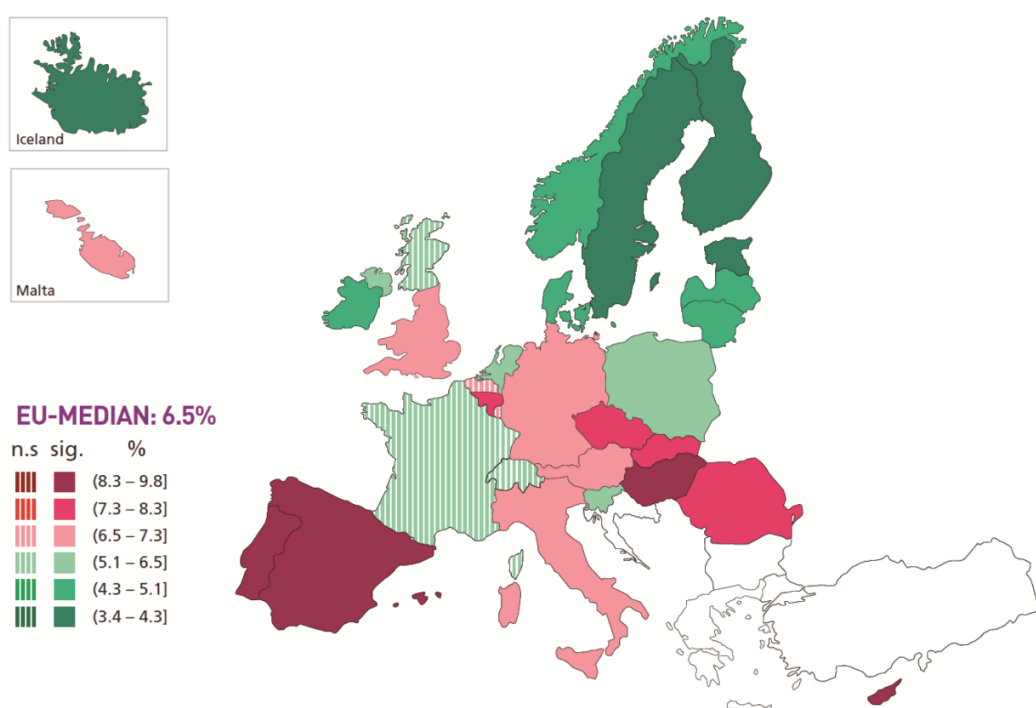 Iceland
Malta
EU-MEDIAN: 6.5%
n.s sig. %
(8.3 – 9.8]
(7.3 – 8.3]
(6.5 – 7.3]
(5.1 – 6.5]
(4.3 – 5.1]
(3.4 – 4.3]